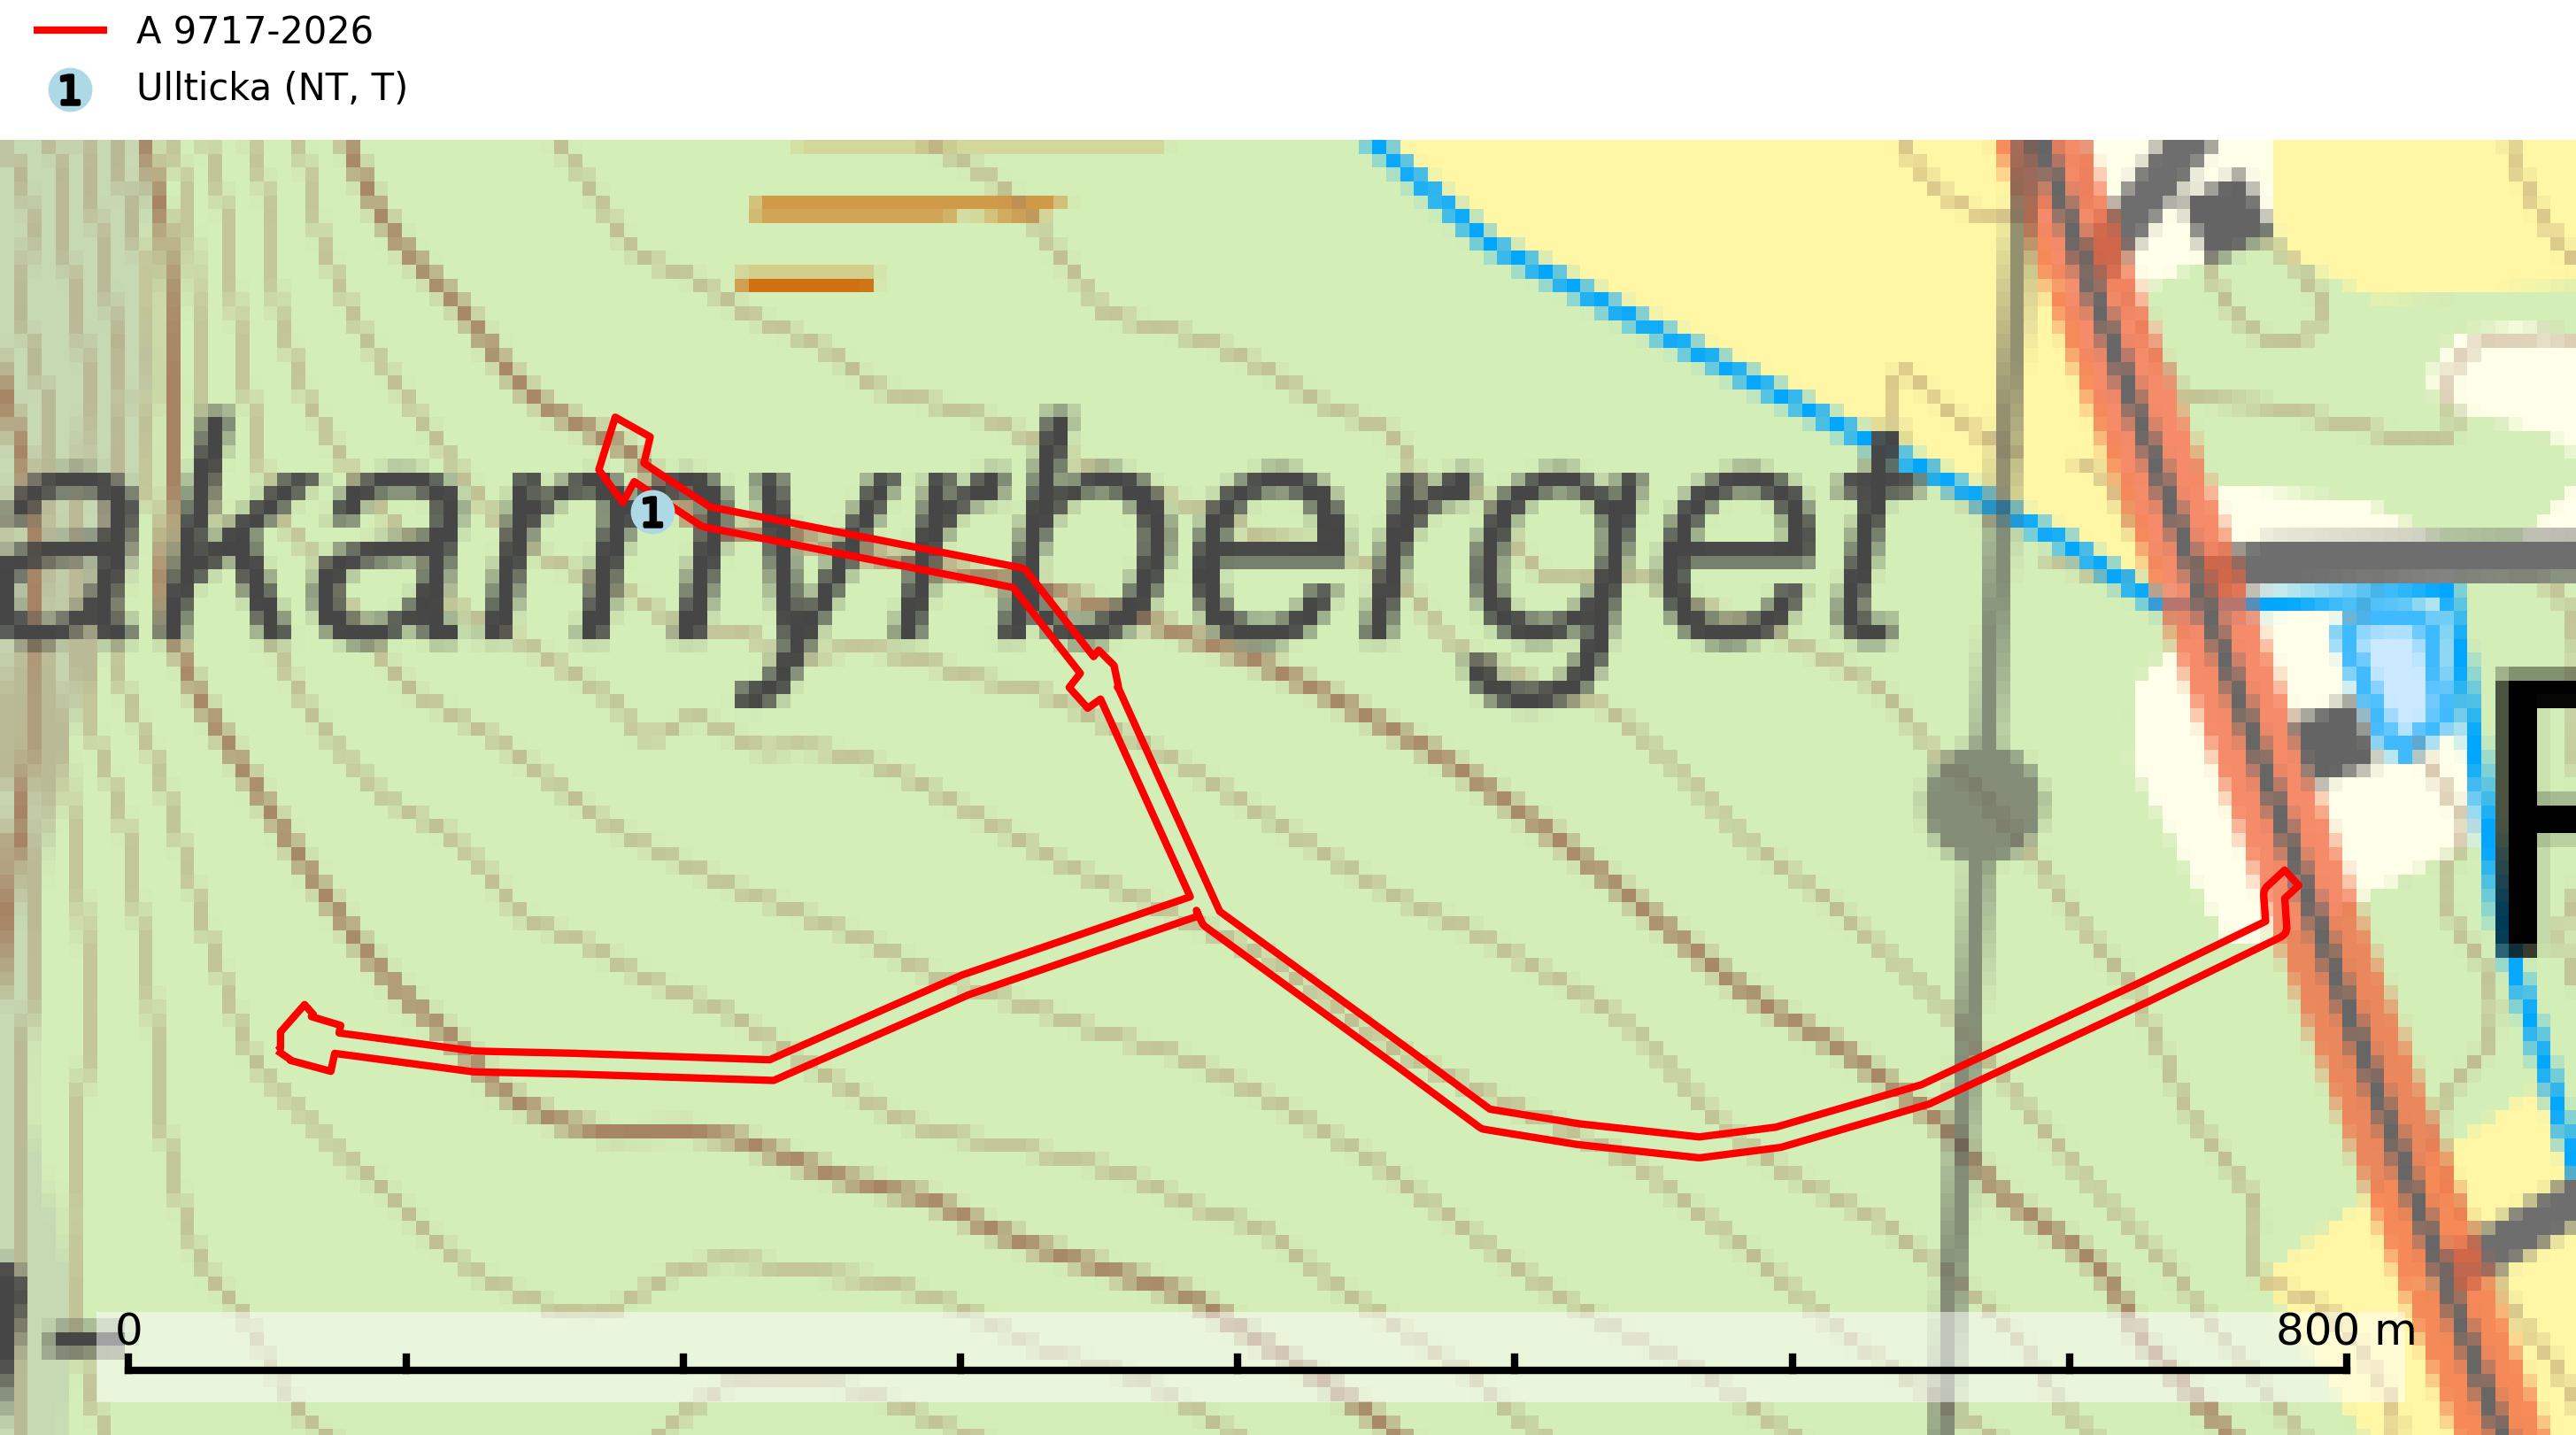 A 9717-2026
1 Ullticka (NT, T)
akamyrberget
1
F
0 800 m